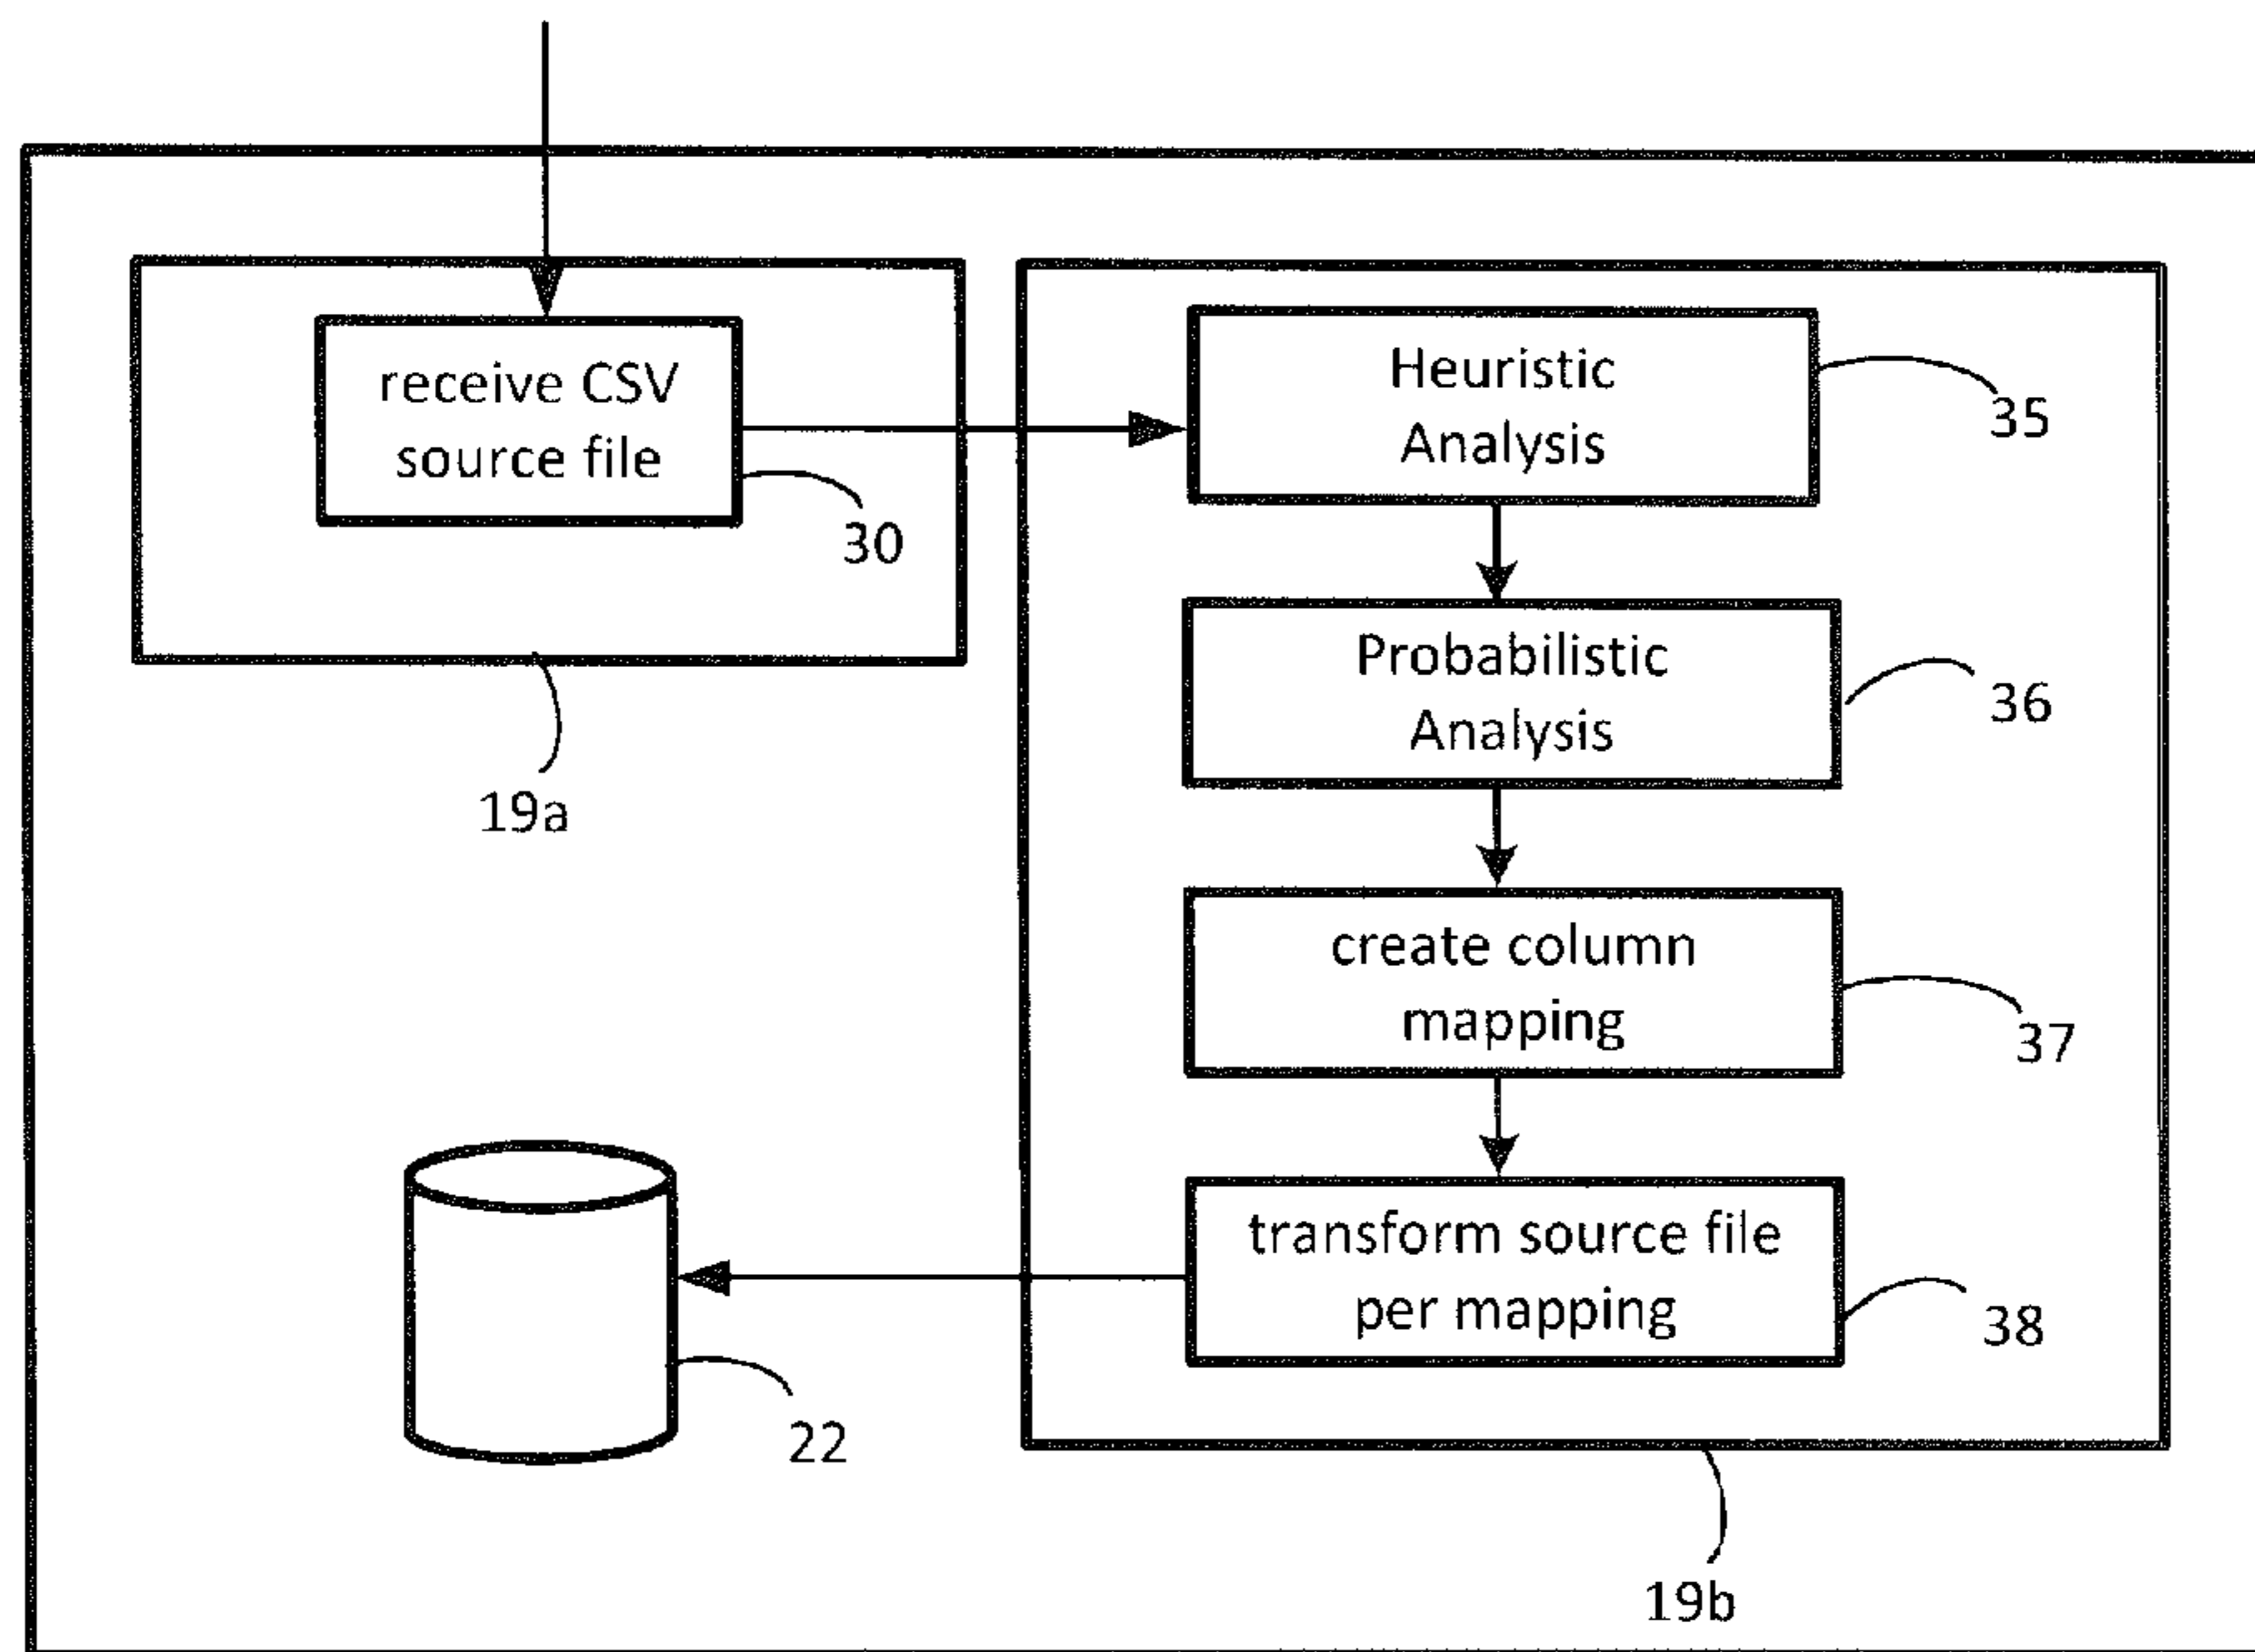 receive CSV
source file
30
19a
Heuristic
Analysis
35
Probabilistic
Analysis
36
create column
mapping
37
transform source file
per mapping
38
22
19b